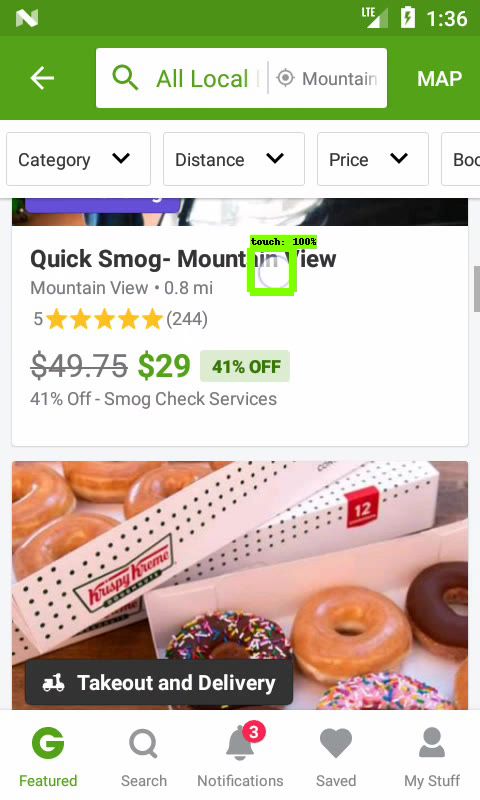 LTE 1:36
All Local Mountain MAP
Category Distance Price Boo
touch: 100%
Quick Smog- Mountain View
Mountain View • 0.8 mi
5 (244)
$49.75 $29 41% OFF
41% Off - Smog Check Services
12
Krispy Kreme
DOUGHNUTS
Takeout and Delivery
3
Featured Search Notifications Saved My Stuff